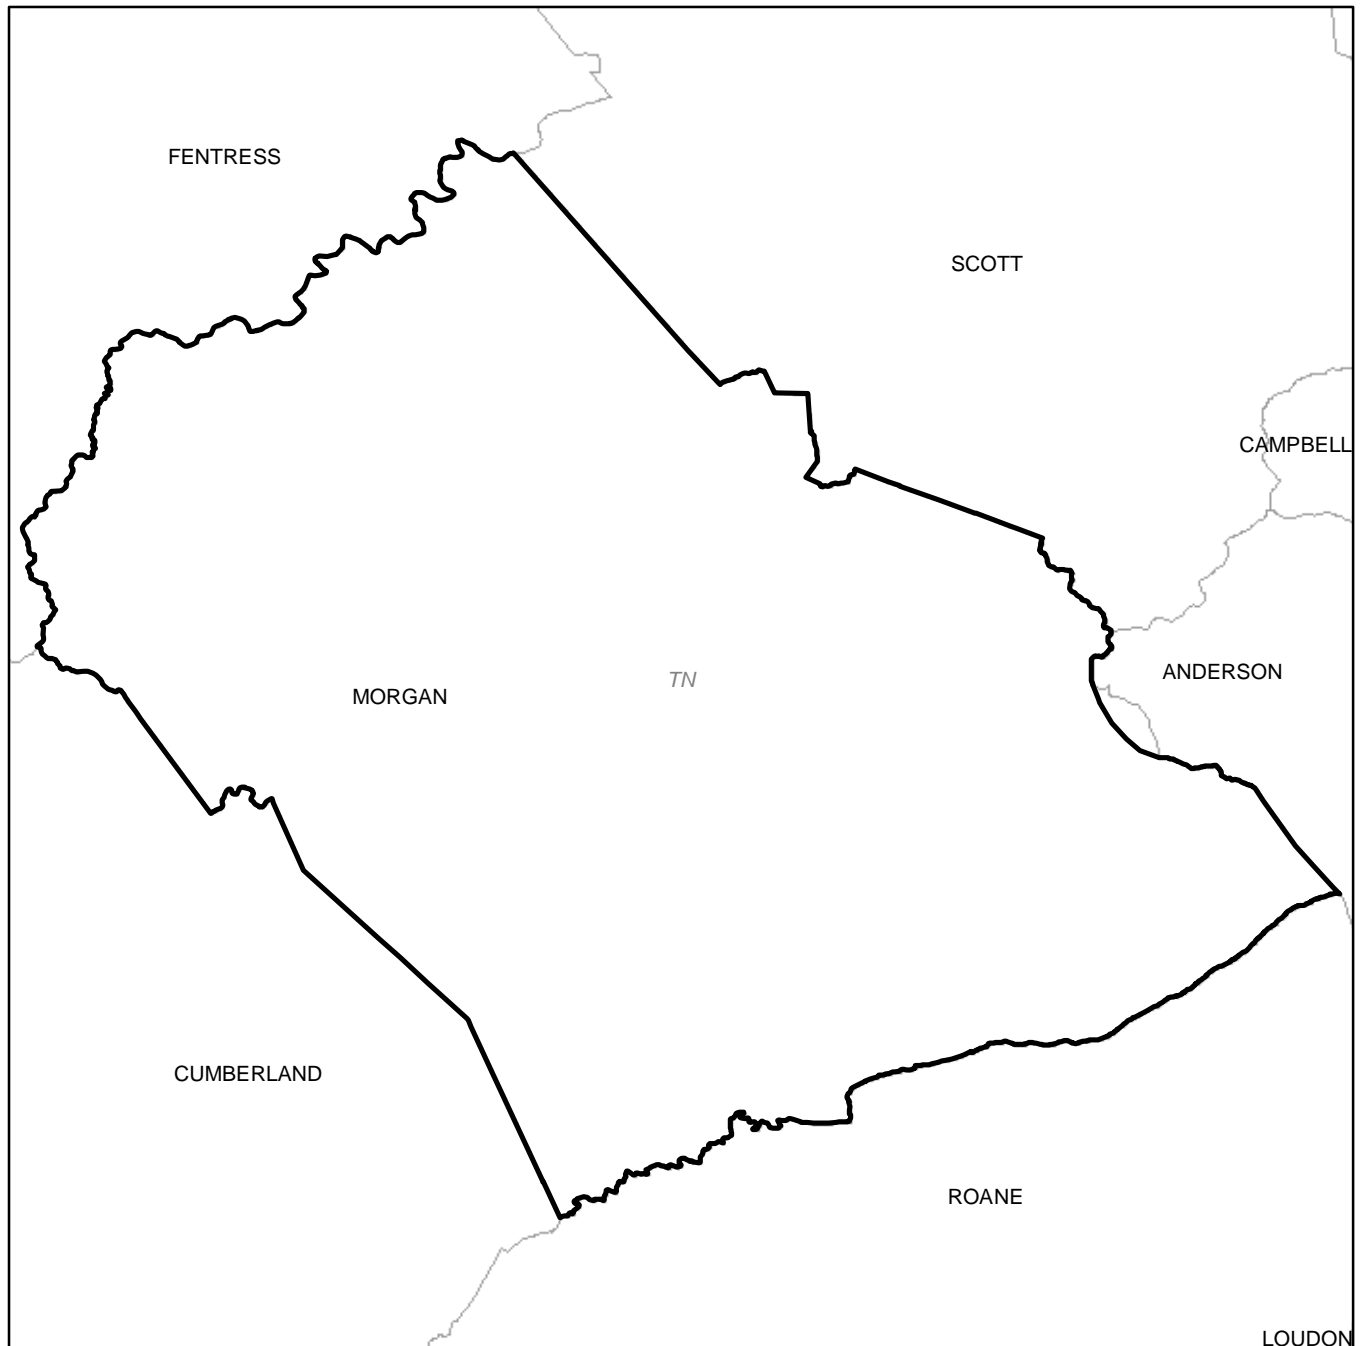 FENTRESS
SCOTT
CAMPBELL
ANDERSON
TN
MORGAN
CUMBERLAND
ROANE
LOUDON